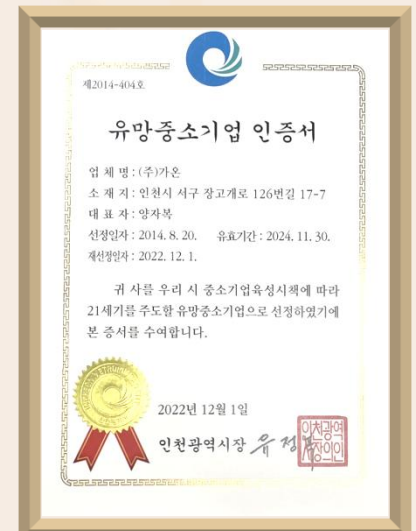 제2014-404호
유망중소기업 인증서
업 체 명 : (주)가온
소 재 지 : 인천시 서구 장고개로 126번길 17-7
대 표 자 : 양자복
선정일자 : 2014. 8. 20. 유효기간 : 2024. 11. 30.
재선정일자 : 2022. 12. 1.
귀 사를 우리 시 중소기업육성시책에 따라
21세기를 주도할 유망중소기업으로 선정하였기에
본 증서를 수여합니다.
2022년 12월 1일
인천광역시장 유정복
인천광역
시장의인